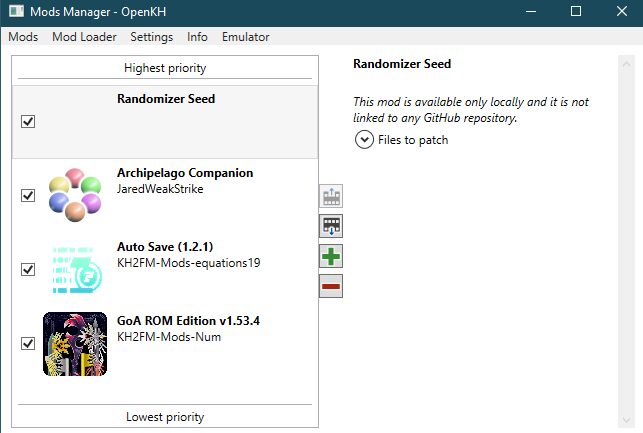 Mods Manager - OpenKH
Mods Mod Loader Settings Info Emulator
Highest priority
Randomizer Seed
Archipelago Companion
JaredWeakStrike
Auto Save (1.2.1)
KH2FM-Mods-equations19
GoA ROM Edition v1.53.4
KH2FM-Mods-Num
Lowest priority
Randomizer Seed
This mod is available only locally and it is not
linked to any GitHub repository.
Files to patch